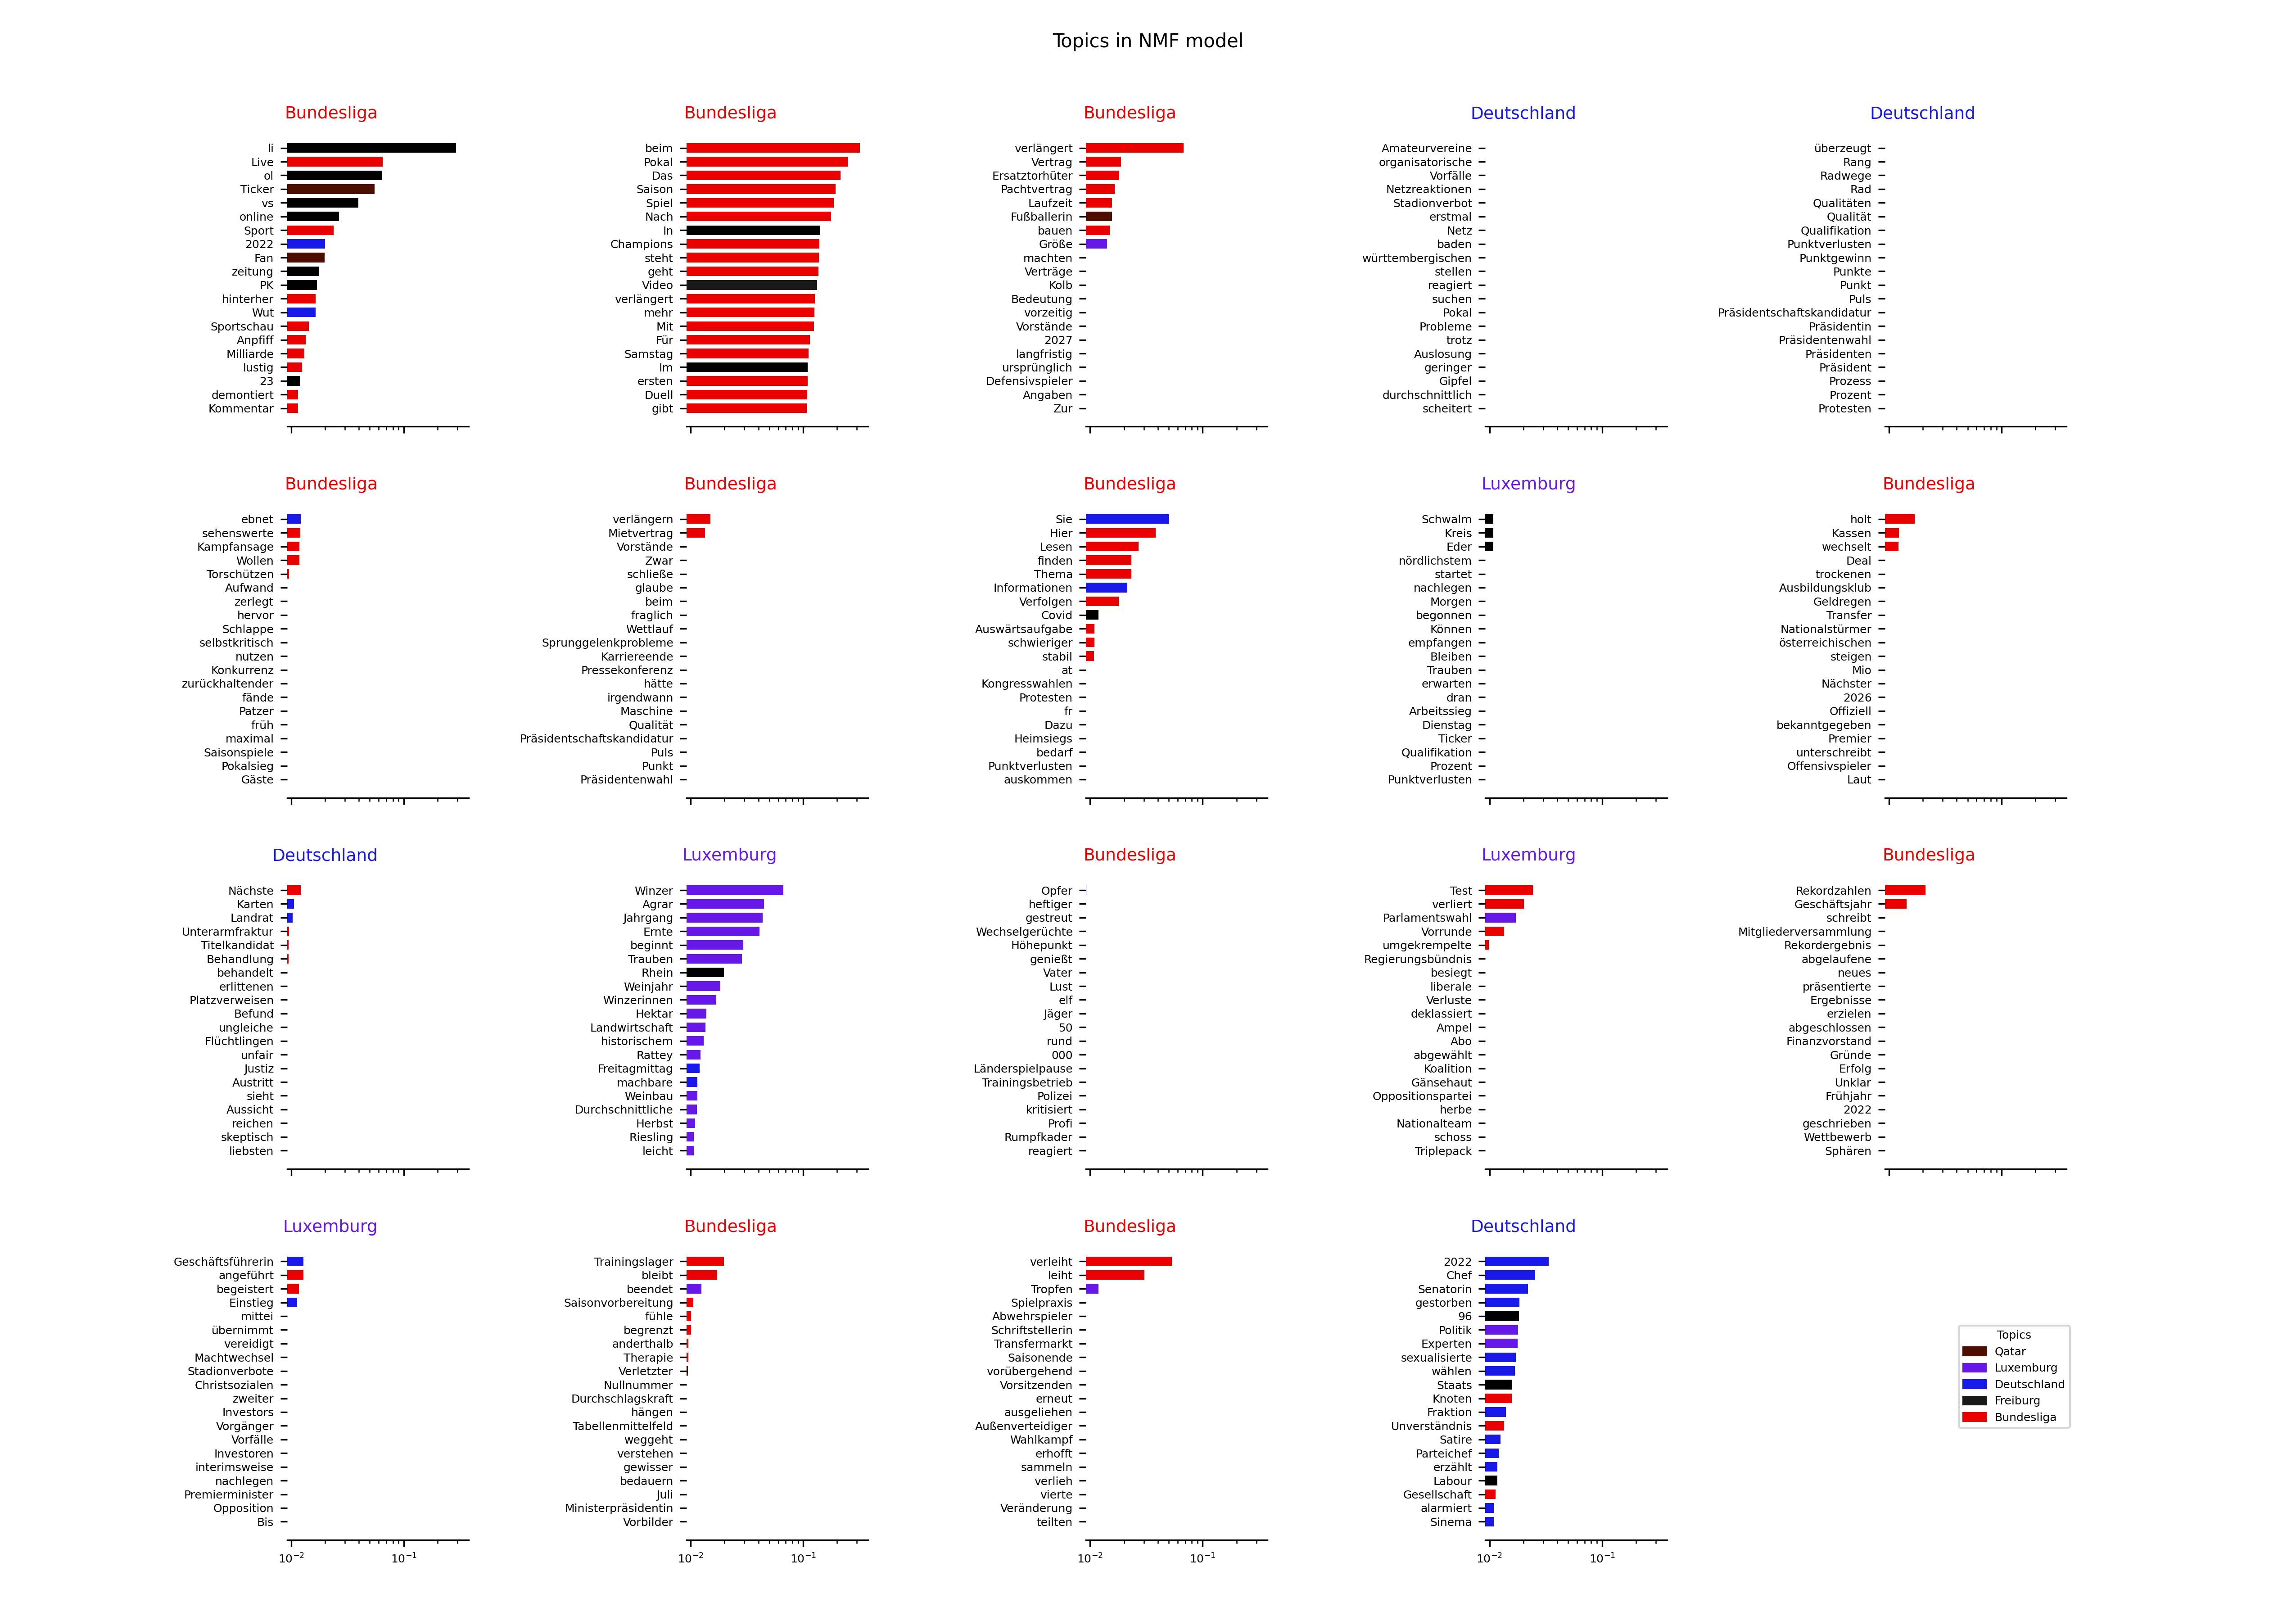 Topics in NMF model
Bundesliga
li
Live
ol
Ticker
vs
online
Sport
2022
Fan
zeitung
PK
hinterher
Wut
Sportschau
Anpfiff
Milliarde
lustig
23
demontiert
Kommentar
Bundesliga
beim
Pokal
Das
Saison
Spiel
Nach
In
Champions
steht
geht
Video
verlängert
mehr
Mit
Für
Samstag
Im
ersten
Duell
gibt
Bundesliga
verlängert
Vertrag
Ersatztorhüter
Pachtvertrag
Laufzeit
Fußballerin
bauen
Größe
machten
Verträge
Kolb
Bedeutung
vorzeitig
Vorstände
2027
langfristig
ursprünglich
Defensivspieler
Angaben
Zur
Deutschland
Amateurvereine
organisatorische
Vorfälle
Netzreaktionen
Stadionverbot
erstmal
Netz
baden
württembergischen
stellen
reagiert
suchen
Pokal
Probleme
trotz
Auslosung
geringer
Gipfel
durchschnittlich
scheitert
Deutschland
überzeugt
Rang
Radwege
Rad
Qualitäten
Qualität
Qualifikation
Punktverlusten
Punktgewinn
Punkte
Punkt
Puls
Präsidentschaftskandidatur
Präsidentin
Präsidentenwahl
Präsidenten
Präsident
Prozess
Prozent
Protesten
Bundesliga
ebnet
sehenswerte
Kampfansage
Wollen
Torschützen
Aufwand
zerlegt
hervor
Schlappe
selbstkritisch
nutzen
Konkurrenz
zurückhaltender
fände
Patzer
früh
maximal
Saisonspiele
Pokalsieg
Gäste
Bundesliga
verlängern
Mietvertrag
Vorstände
Zwar
schließe
glaube
beim
fraglich
Wettlauf
Sprunggelenkprobleme
Karriereende
Pressekonferenz
hätte
irgendwann
Maschine
Qualität
Präsidentschaftskandidatur
Puls
Punkt
Präsidentenwahl
Bundesliga
Sie
Hier
Lesen
finden
Thema
Informationen
Verfolgen
Covid
Auswärtsaufgabe
schwieriger
stabil
at
Kongresswahlen
Protesten
fr
Dazu
Heimsiegs
bedarf
Punktverlusten
auskommen
Luxemburg
Schwalm
Kreis
Eder
nördlichstem
startet
nachlegen
Morgen
begonnen
Können
empfangen
Bleiben
Trauben
erwarten
dran
Arbeitssieg
Dienstag
Ticker
Qualifikation
Prozent
Punktverlusten
Bundesliga
holt
Kassen
wechselt
Deal
trockenen
Ausbildungsklub
Geldregen
Transfer
Nationalstürmer
österreichischen
steigen
Mio
Nächster
2026
Offiziell
bekanntgegeben
Premier
unterschreibt
Offensivspieler
Laut
Deutschland
Nächste
Karten
Landrat
Unterarmfraktur
Titelkandidat
Behandlung
behandelt
erlittenen
Platzverweisen
Befund
ungleiche
Flüchtlingen
unfair
Justiz
Austritt
sieht
Aussicht
reichen
skeptisch
liebsten
Luxemburg
Winzer
Agrar
Jahrgang
Ernte
beginnt
Trauben
Rhein
Weinjahr
Winzerinnen
Hektar
Landwirtschaft
historischem
Rattey
Freitagmittag
machbare
Weinbau
Durchschnittliche
Herbst
Riesling
leicht
Bundesliga
Opfer
heftiger
gestreut
Wechselgerüchte
Höhepunkt
genießt
Vater
Lust
elf
Jäger
50
rund
000
Länderspielpause
Trainingsbetrieb
Polizei
kritisiert
Profi
Rumpfkader
reagiert
Luxemburg
Test
verliert
Parlamentswahl
Vorrunde
umgekrempelte
Regierungsbündnis
besiegt
liberale
Verluste
deklassiert
Ampel
Abo
abgewählt
Koalition
Gänsehaut
Oppositionspartei
herbe
Nationalteam
schoss
Triplepack
Bundesliga
Rekordzahlen
Geschäftsjahr
schreibt
Mitgliederversammlung
Rekordergebnis
abgelaufene
neues
präsentierte
Ergebnisse
erzielen
abgeschlossen
Finanzvorstand
Gründe
Erfolg
Unklar
Frühjahr
2022
geschrieben
Wettbewerb
Sphären
Luxemburg
Geschäftsführerin
angeführt
begeistert
Einstieg
mittei
übernimmt
vereidigt
Machtwechsel
Stadionverbote
Christsozialen
zweiter
Investors
Vorgänger
Vorfälle
Investoren
interimsweise
nachlegen
Premierminister
Opposition
Bis
10⁻² 10⁻¹
Bundesliga
Trainingslager
bleibt
beendet
Saisonvorbereitung
fühle
begrenzt
anderthalb
Therapie
Verletzter
Nullnummer
Durchschlagskraft
hängen
Tabellenmittelfeld
weggeht
verstehen
gewisser
bedauern
Juli
Ministerpräsidentin
Vorbilder
10⁻² 10⁻¹
Bundesliga
verleiht
leiht
Tropfen
Spielpraxis
Abwehrspieler
Schriftstellerin
Transfermarkt
Saisonende
vorübergehend
Vorsitzenden
erneut
ausgeliehen
Außenverteidiger
Wahlkampf
erhofft
sammeln
verlieh
vierte
Veränderung
teilten
10⁻² 10⁻¹
Deutschland
2022
Chef
Senatorin
gestorben
96
Politik
Experten
sexualisierte
wählen
Staats
Knoten
Fraktion
Unverständnis
Satire
Parteichef
erzählt
Labour
Gesellschaft
alarmiert
Sinema
10⁻² 10⁻¹
Topics
Qatar
Luxemburg
Deutschland
Freiburg
Bundesliga